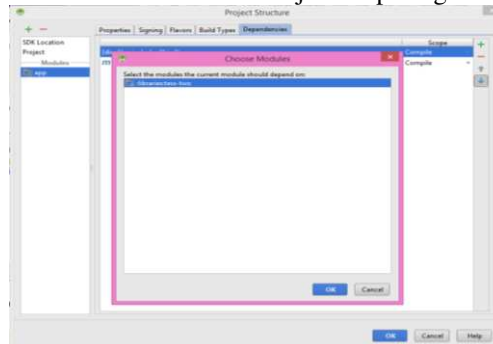 Project Structure
Properties Signing Flavors Build Types Dependencies
SDK Location
Project
Modules
app
Scope
Compile
Compile
Choose Modules
Select the modules the current module should depend on:
OK Cancel
OK Cancel Help